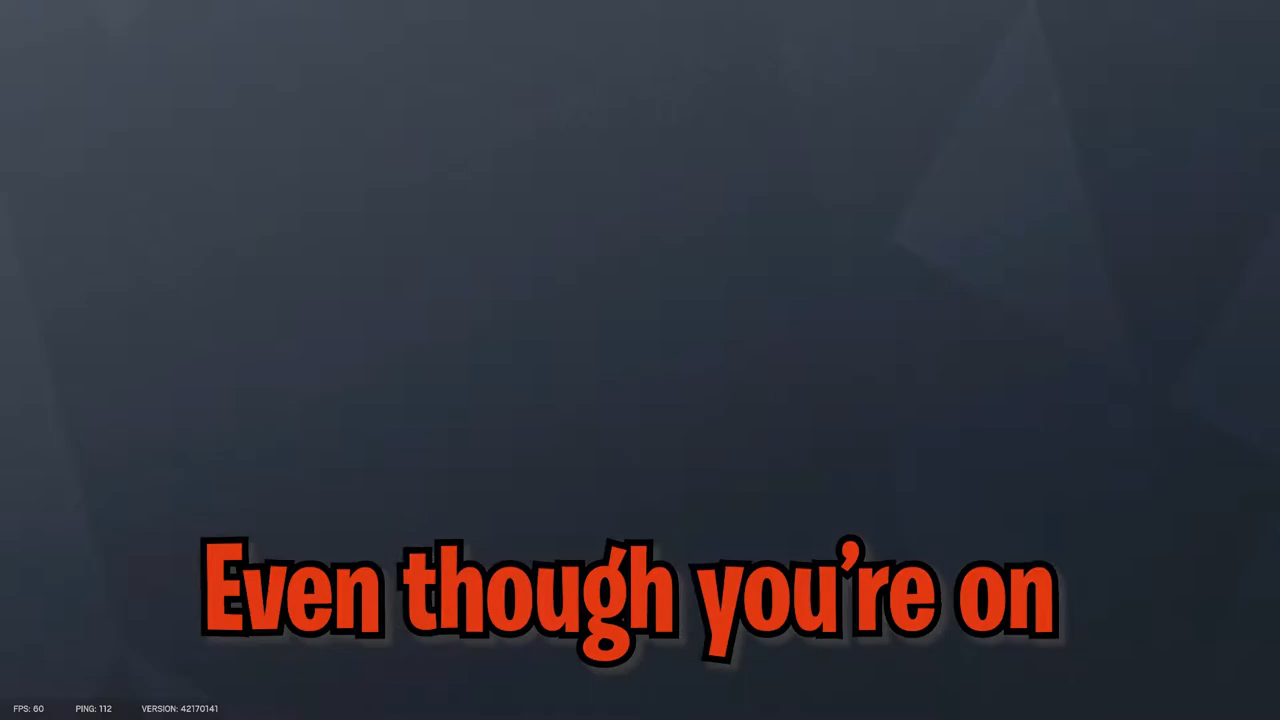 Even though you’re on
FPS: 60 PING: 112 VERSION: 42170141